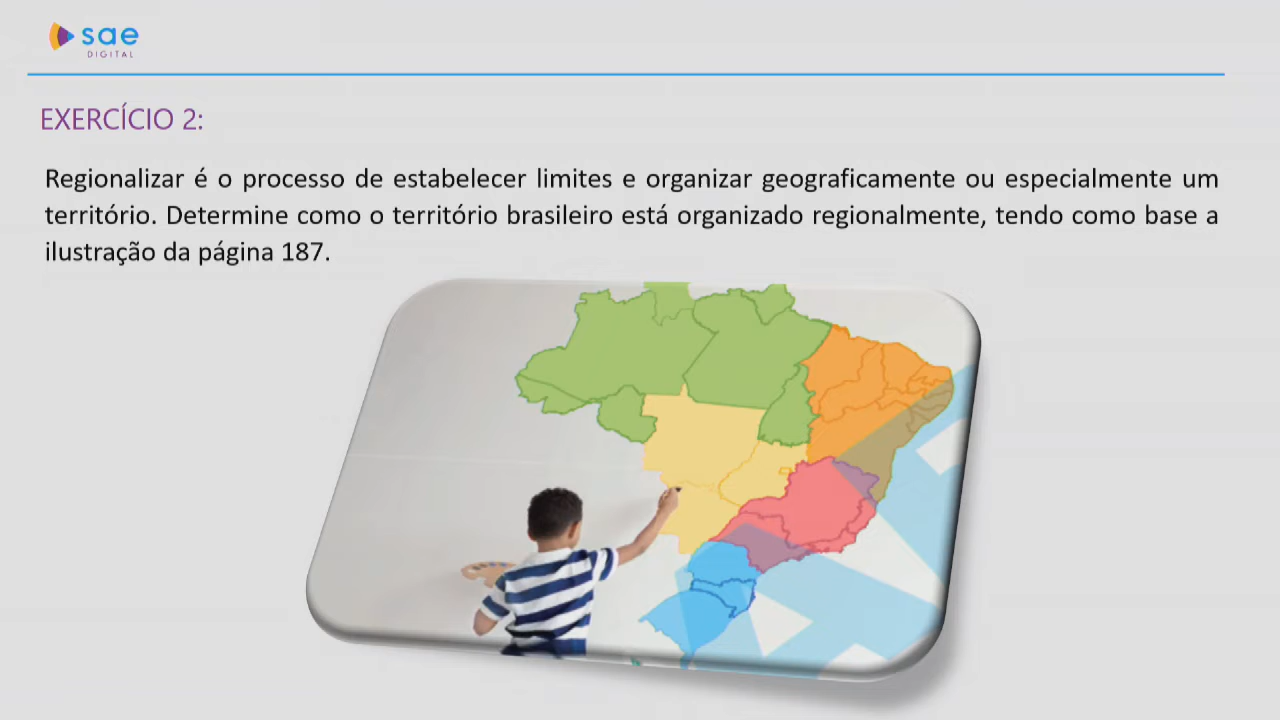 sae
DIGITAL
EXERCÍCIO 2:
Regionalizar é o processo de estabelecer limites e organizar geograficamente ou especialmente um
território. Determine como o território brasileiro está organizado regionalmente, tendo como base a
ilustração da página 187.